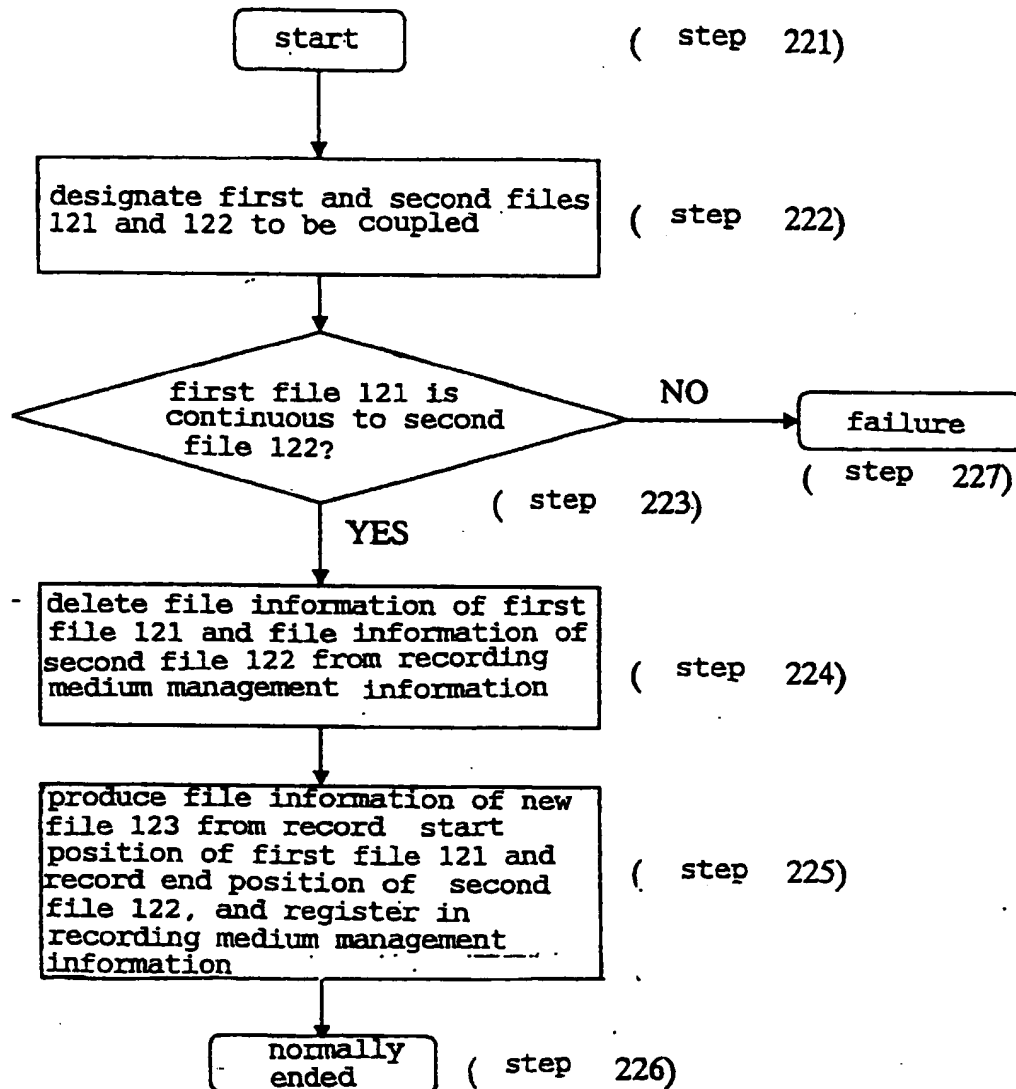 start
( step 221)
designate first and second files
121 and 122 to be coupled
( step 222)
first file 121 is
continuous to second
file 122?
NO
failure
( step 227)
( step 223)
YES
delete file information of first
file 121 and file information of
second file 122 from recording
medium management information
( step 224)
produce file information of new
file 123 from record start
position of first file 121 and
record end position of second
file 122, and register in
recording medium management
information
( step 225)
normally
ended
( step 226)